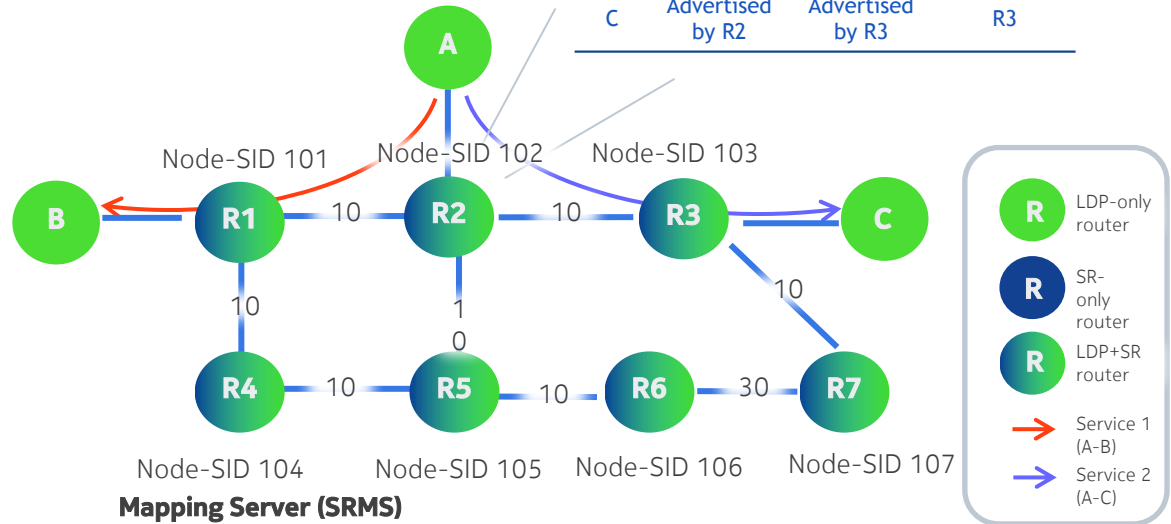 C
Advertised
by R2
Advertised
by R3
R3
A
Node-SID 101
Node-SID 102
Node-SID 103
B
R1
10
R2
10
R3
C
10
1
0
10
R4
10
R5
10
R6
30
R7
Node-SID 104
Node-SID 105
Node-SID 106
Node-SID 107
Mapping Server (SRMS)
R
LDP-only
router
R
SR-
only
router
R
LDP+SR
router
Service 1
(A-B)
Service 2
(A-C)